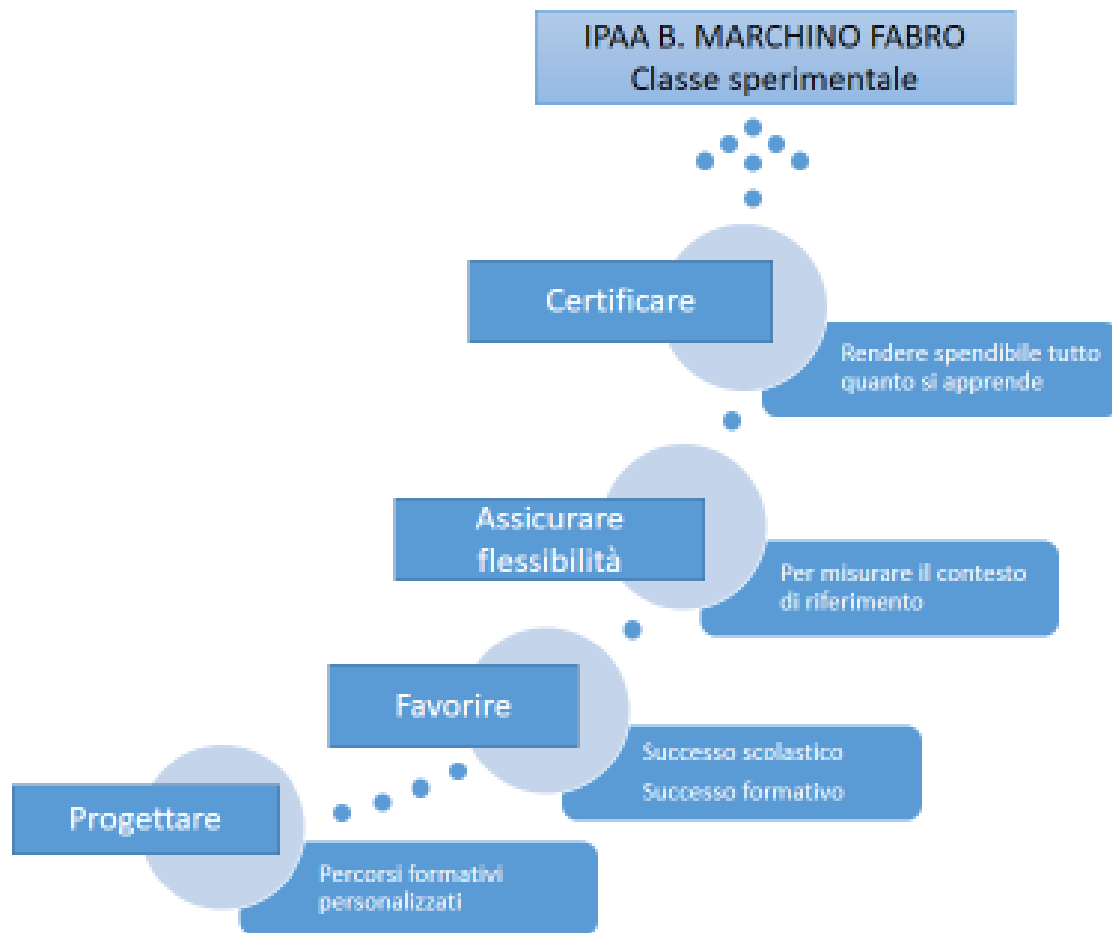 IPAA B. MARCHINO FABRO
Classe sperimentale
Certificare
Rendere spendibile tutto
quanto si apprende
Assicurare
flessibilità
Per misurare il contesto
di riferimento
Favorire
Successo scolastico
Successo formativo
Progettare
Percorsi formativi
personalizzati